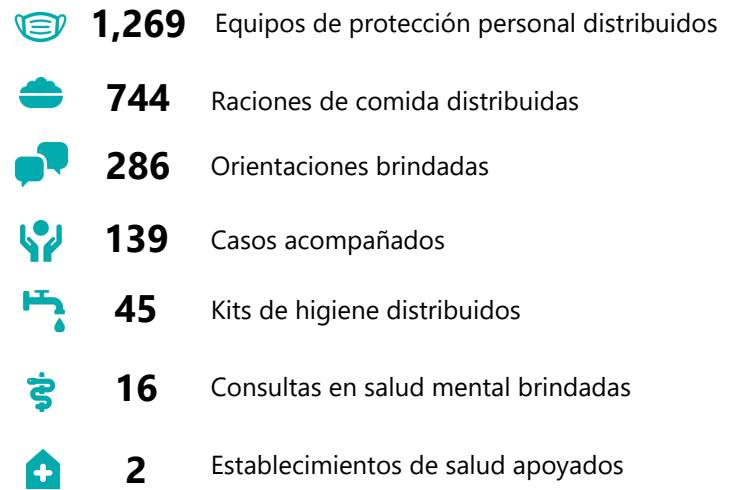 1,269 Equipos de protección personal distribuidos
744 Raciones de comida distribuidas
286 Orientaciones brindadas
139 Casos acompañados
45 Kits de higiene distribuidos
16 Consultas en salud mental brindadas
2 Establecimientos de salud apoyados